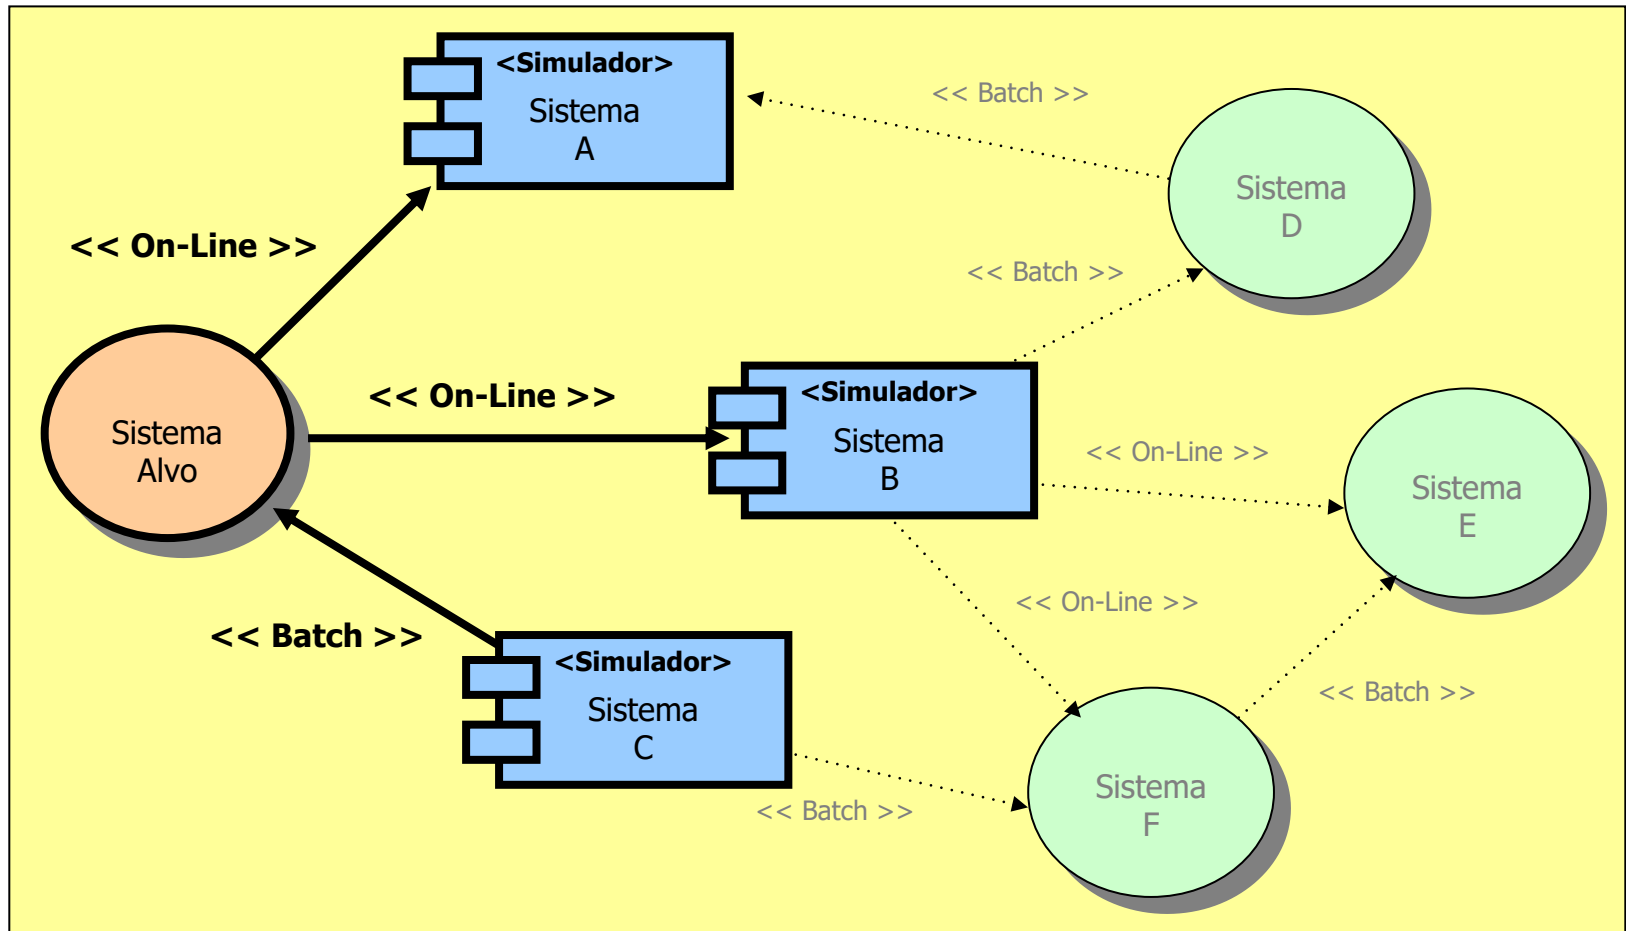 <Simulador>
Sistema
A
<< Batch >>
Sistema
D
<< On-Line >>
<< Batch >>
<< On-Line >>
<Simulador>
Sistema
B
Sistema
Alvo
<< On-Line >>
Sistema
E
<< On-Line >>
<< Batch >>
<Simulador>
Sistema
C
<< Batch >>
Sistema
F
<< Batch >>